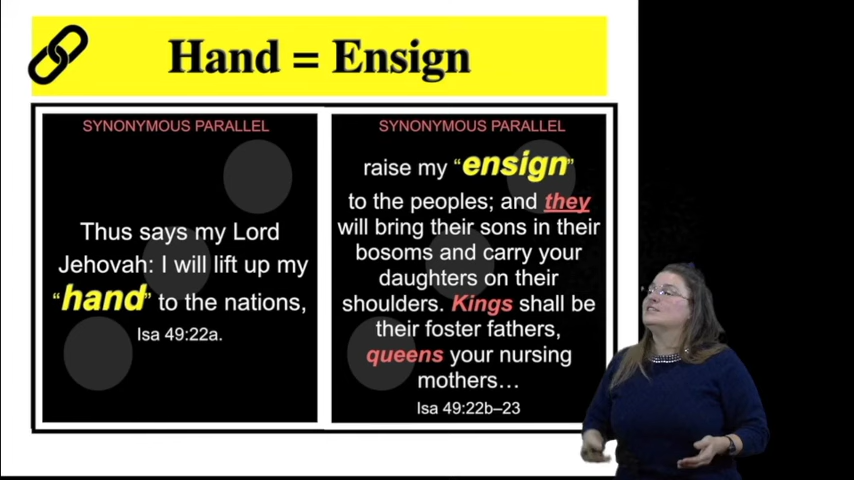 Hand = Ensign
SYNONYMOUS PARALLEL
Thus says my Lord
Jehovah: I will lift up my
“hand” to the nations,
Isa 49:22a.
SYNONYMOUS PARALLEL
raise my “ensign”
to the peoples; and they
will bring their sons in their
bosoms and carry your
daughters on their
shoulders. Kings shall be
their foster fathers,
queens your nursing
mothers…
Isa 49:22b–23